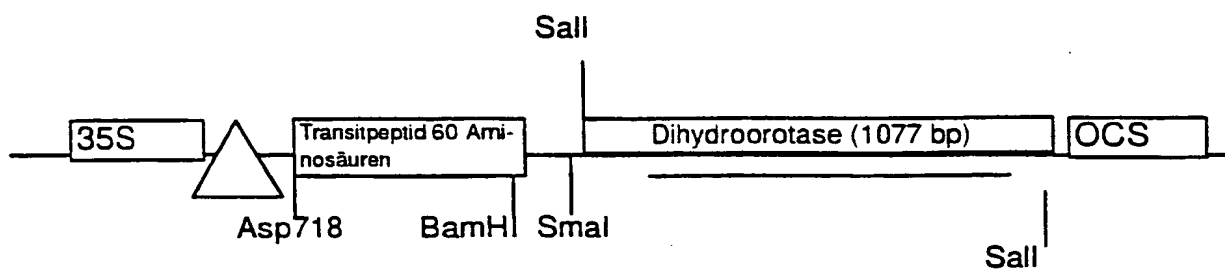 SalI
35S
Transitpeptid 60 Ami-
nosäuren
Dihydroorotase (1077 bp)
OCS
Asp718
BamHI
SmaI
SalI